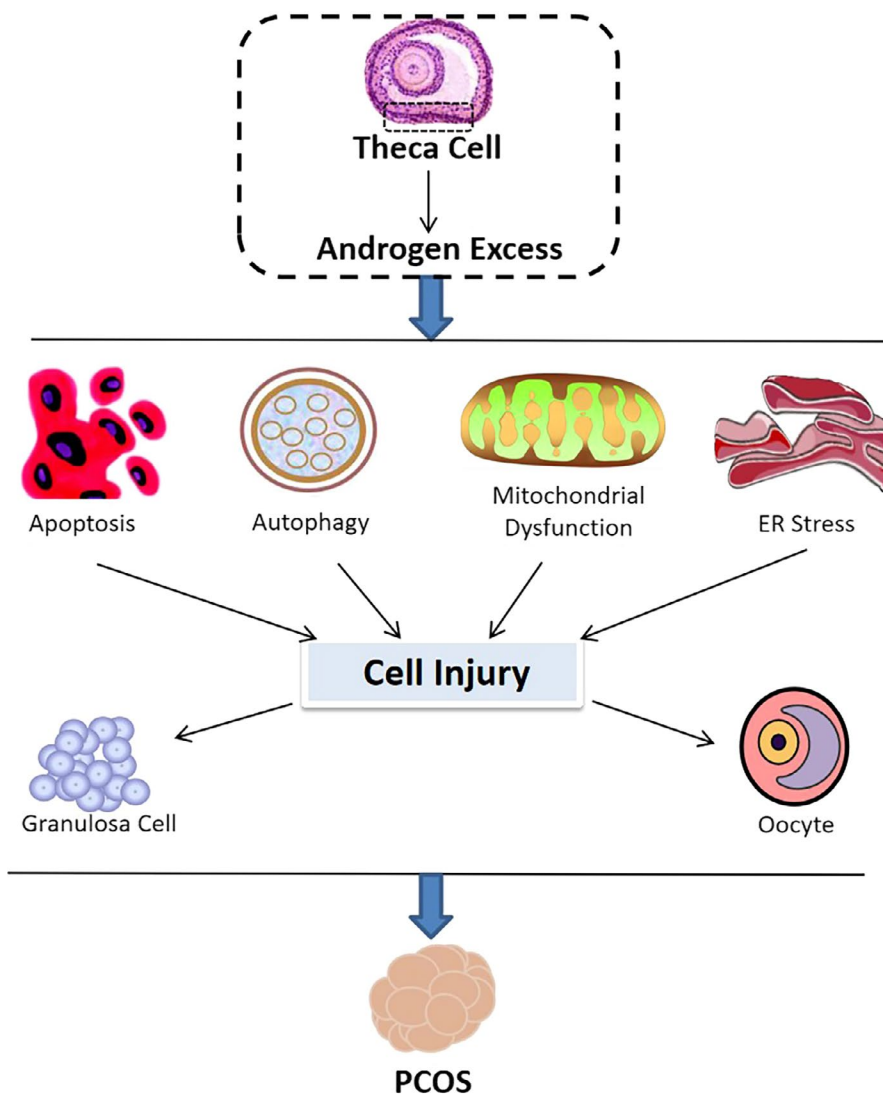 Theca Cell
Androgen Excess
Apoptosis
Autophagy
Mitochondrial
Dysfunction
ER Stress
Cell Injury
Granulosa Cell
Oocyte
PCOS